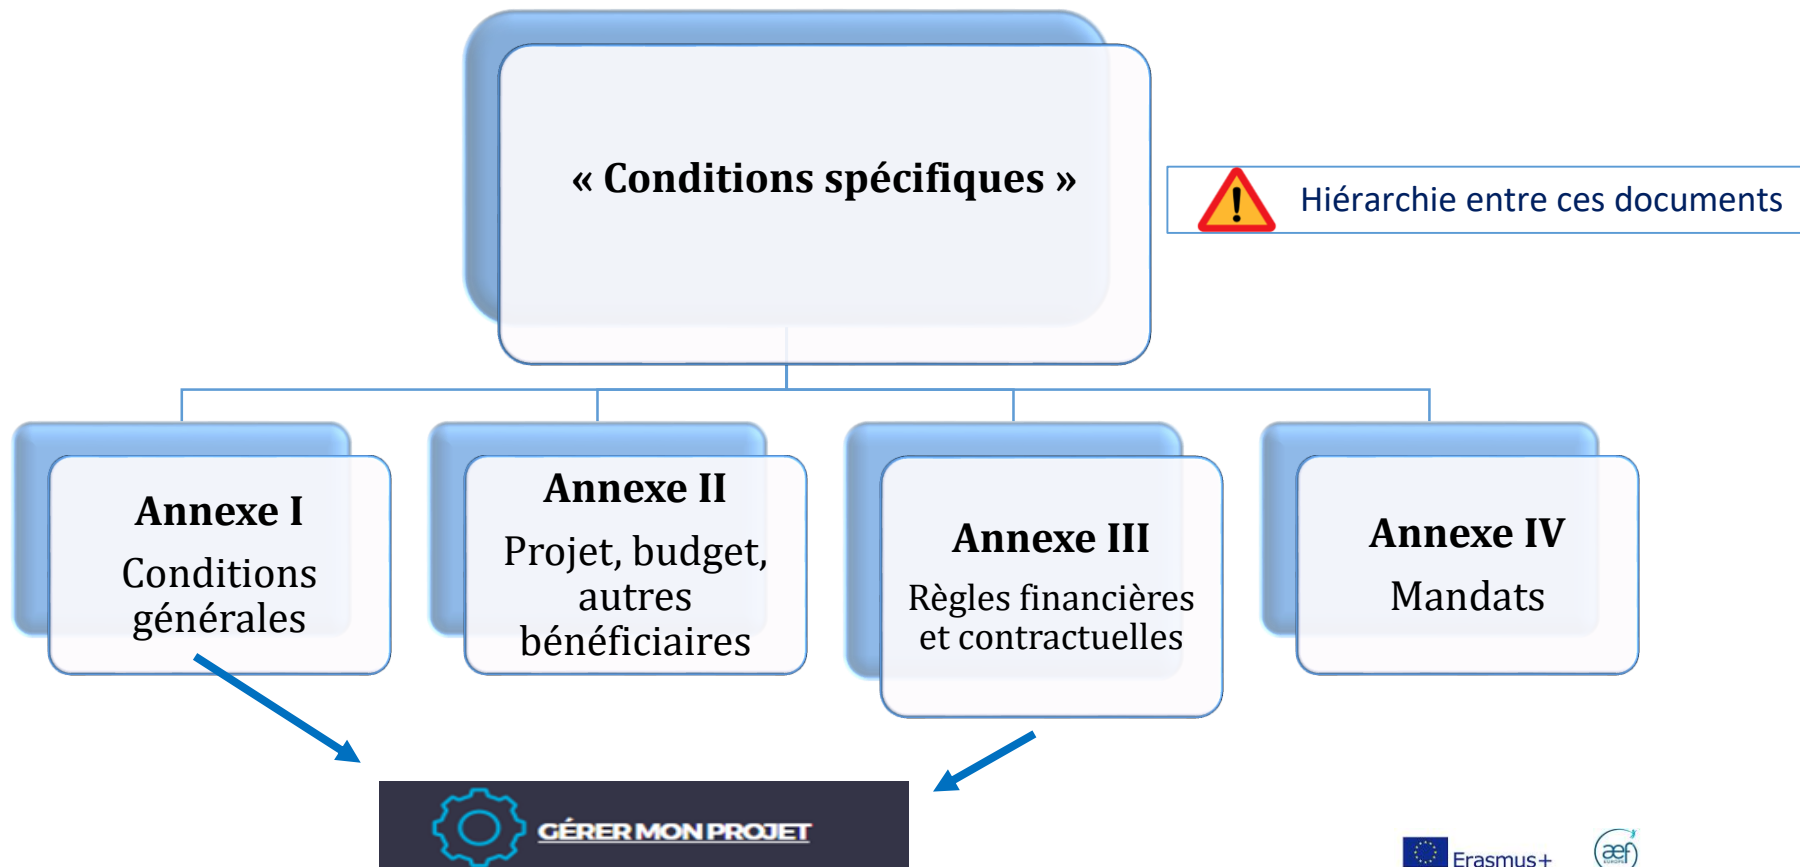 « Conditions spécifiques »
Hiérarchie entre ces documents
Annexe I
Conditions
générales
Annexe II
Projet, budget,
autres
bénéficiaires
Annexe III
Règles financières
et contractuelles
Annexe IV
Mandats
GÉRER MON PROJET
Erasmus+
æf